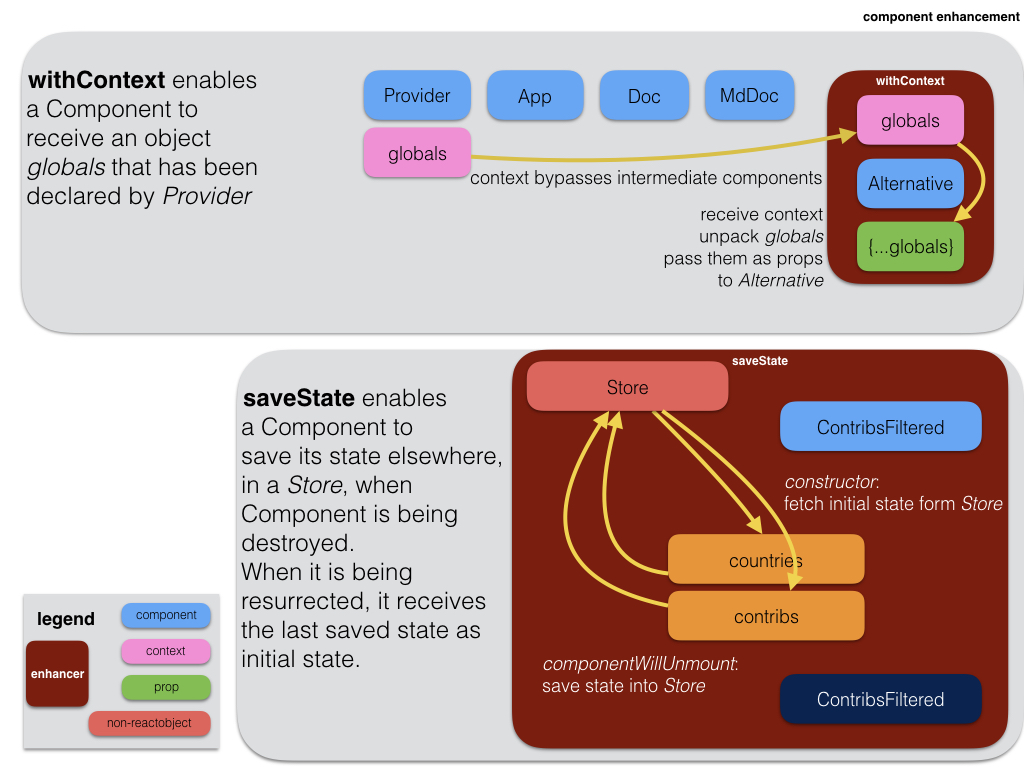 component enhancement
withContext enables
a Component to
receive an object
globals that has been
declared by Provider
Provider
App
Doc
MdDoc
globals
context bypasses intermediate components
receive context
unpack globals
pass them as props
to Alternative
withContext
globals
Alternative
{...globals}
saveState enables
a Component to
save its state elsewhere,
in a Store, when
Component is being
destroyed.
When it is being
resurrected, it receives
the last saved state as
initial state.
saveState
Store
ContribsFiltered
constructor:
fetch initial state form Store
countries
contribs
componentWillUnmount:
save state into Store
ContribsFiltered
legend
component
context
enhancer
prop
non-reactobject